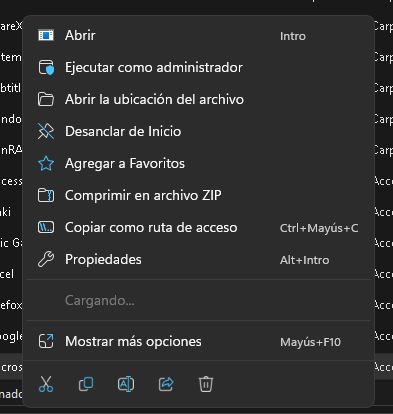 Abrir Intro
Ejecutar como administrador
Abrir la ubicación del archivo
Desanclar de Inicio
Agregar a Favoritos
Comprimir en archivo ZIP
Copiar como ruta de acceso Ctrl+Mayús+C
Propiedades Alt+Intro
Cargando...
Mostrar más opciones Mayús+F10